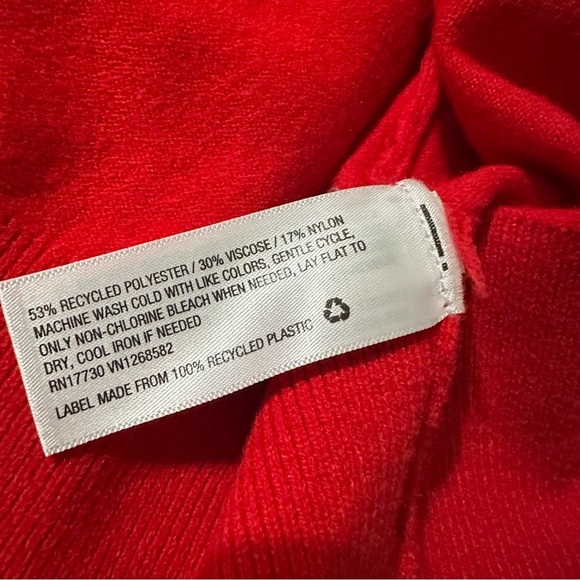 53% RECYCLED POLYESTER / 30% VISCOSE / 17% NYLON
MACHINE WASH COLD WITH LIKE COLORS, GENTLE CYCLE,
ONLY NON-CHLORINE BLEACH WHEN NEEDED, LAY FLAT TO
DRY, COOL IRON IF NEEDED
RN17730 VN1268582
LABEL MADE FROM 100% RECYCLED PLASTIC